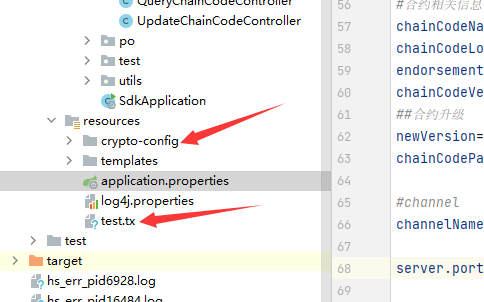 QueryChainCodeController
UpdateChainCodeController
po
test
utils
SdkApplication
resources
crypto-config
templates
application.properties
log4j.properties
test.tx
test
target
hs_err_pid6928.log
hs_err_pid16484.log
56 #合约相关信息
57 chainCodeNa
58 chainCodeLo
59 endorsement
60 chainCodeVe
61 ##合约升级
62 newVersion=
63 chainCodePa
64
65 #channel
66 channelName
67
68 server.port
69